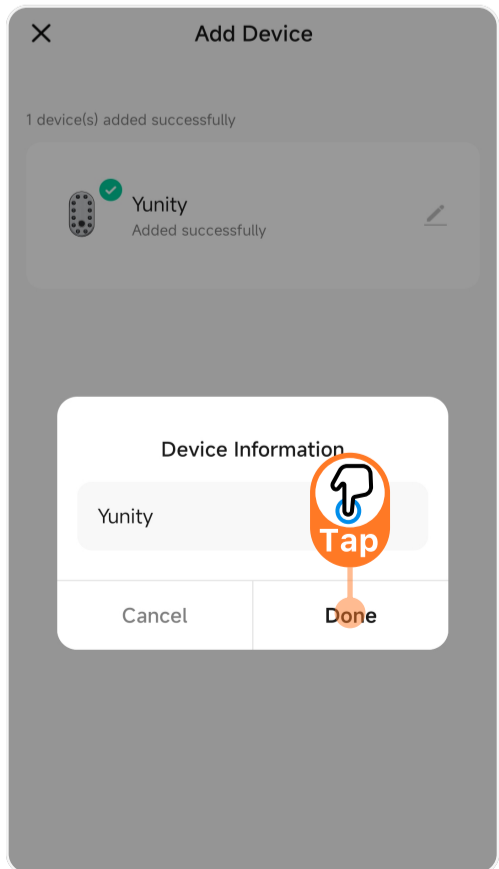 Add Device
1 device(s) added successfully
Yunity
Added successfully
Device Information
Yunity
Tap
Cancel
Done